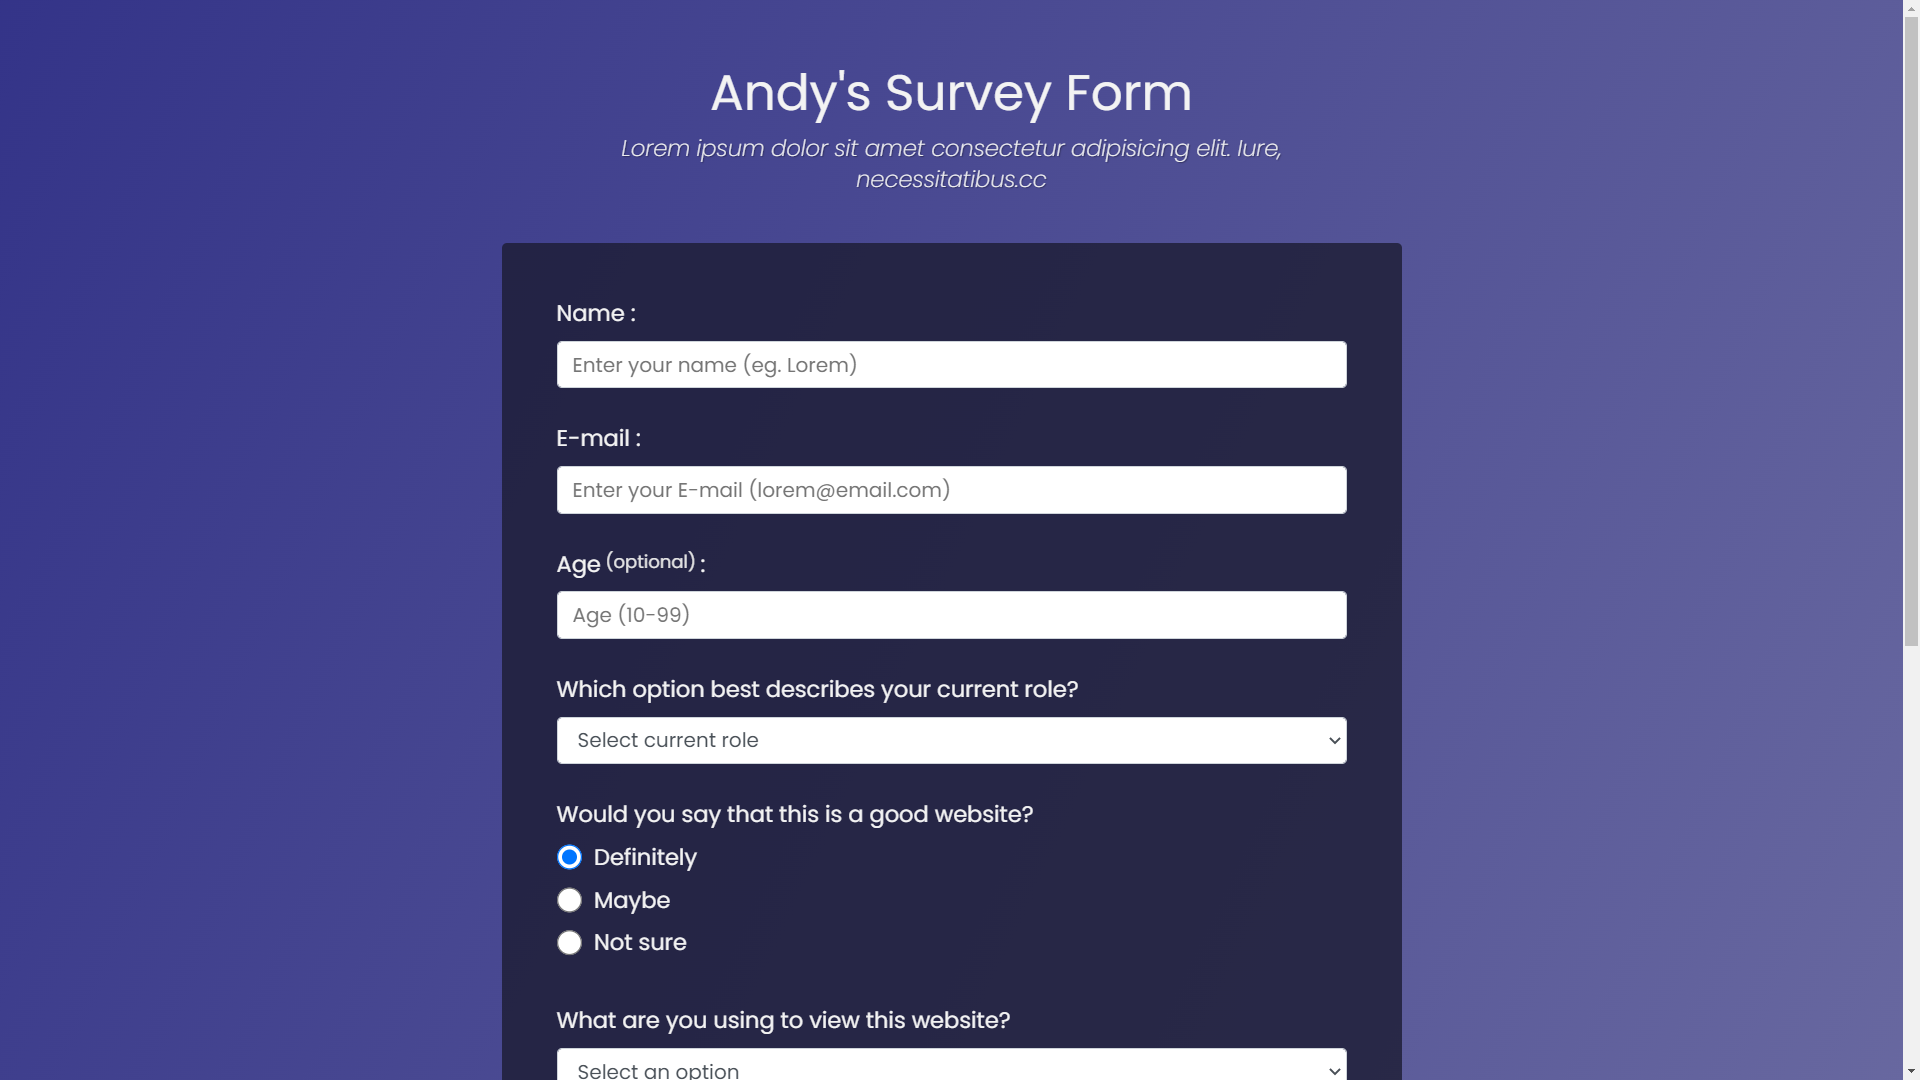 Andy's Survey Form
Lorem ipsum dolor sit amet consectetur adipisicing elit. Iure,
necessitatibus.cc
Name :
Enter your name (eg. Lorem)
E-mail :
Enter your E-mail (lorem@email.com)
Age (optional) :
Age (10-99)
Which option best describes your current role?
Select current role
Would you say that this is a good website?
Definitely
Maybe
Not sure
What are you using to view this website?
Select an option